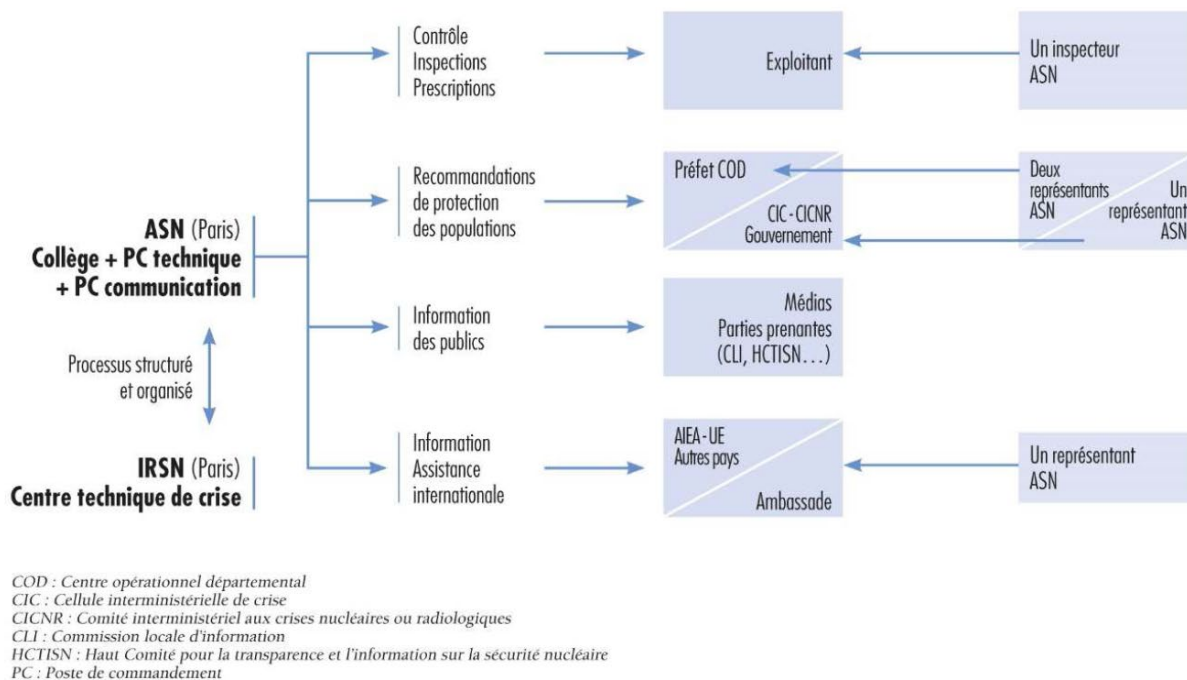 Contrôle
Inspections
Prescriptions
Exploitant
Un inspecteur
ASN
Recommandations
de protection
des populations
Préfet COD
CIC - CICNR
Gouvernement
Deux
représentants
ASN
Un
représentant
ASN
ASN (Paris)
Collège + PC technique
+ PC communication
Information
des publics
Médias
Parties prenantes
(CLI, HCTISN...)
Processus structuré
et organisé
IRSN (Paris)
Centre technique de crise
Information
Assistance
internationale
AIEA - UE
Autres pays
Ambassade
Un représentant
ASN
COD : Centre opérationnel départemental
CIC : Cellule interministérielle de crise
CICNR : Comité interministériel aux crises nucléaires ou radiologiques
CLI : Commission locale d'information
HCTISN : Haut Comité pour la transparence et l'information sur la sécurité nucléaire
PC : Poste de commandement